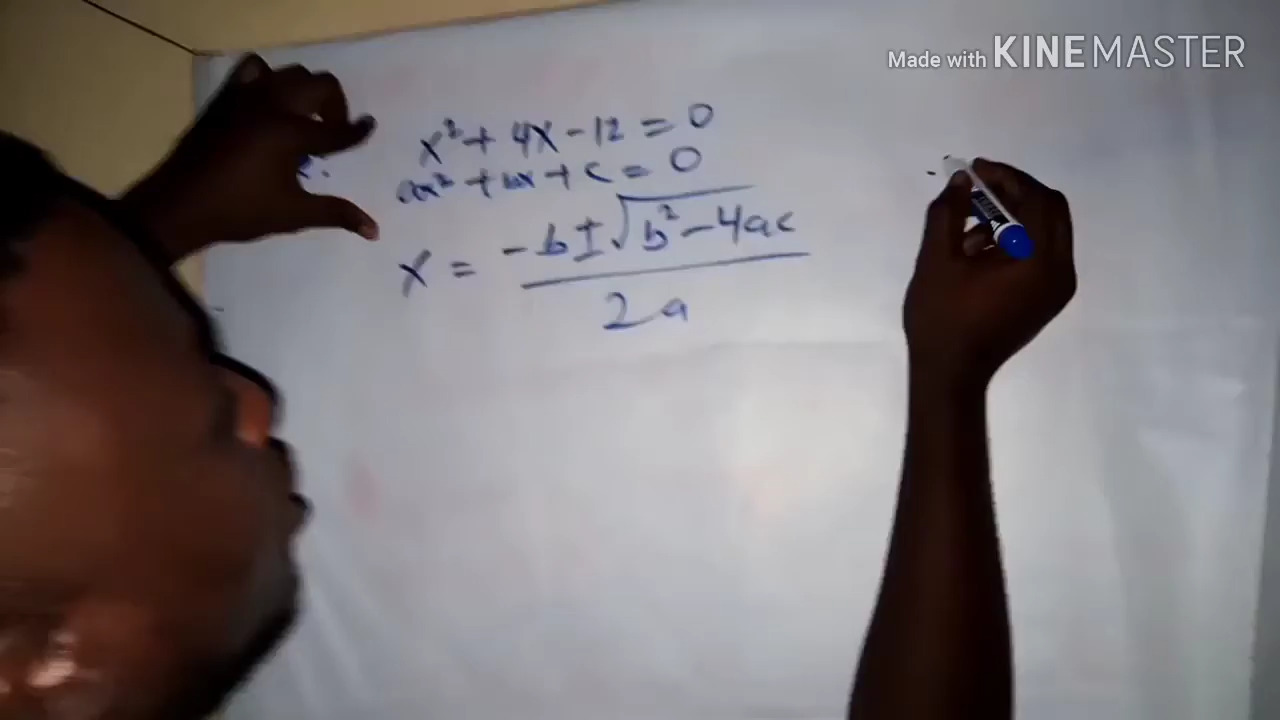 Made with KINEMASTER
x² + 4x - 12 = 0
ax² + bx + c = 0
x = -b ± √b² - 4ac
2a